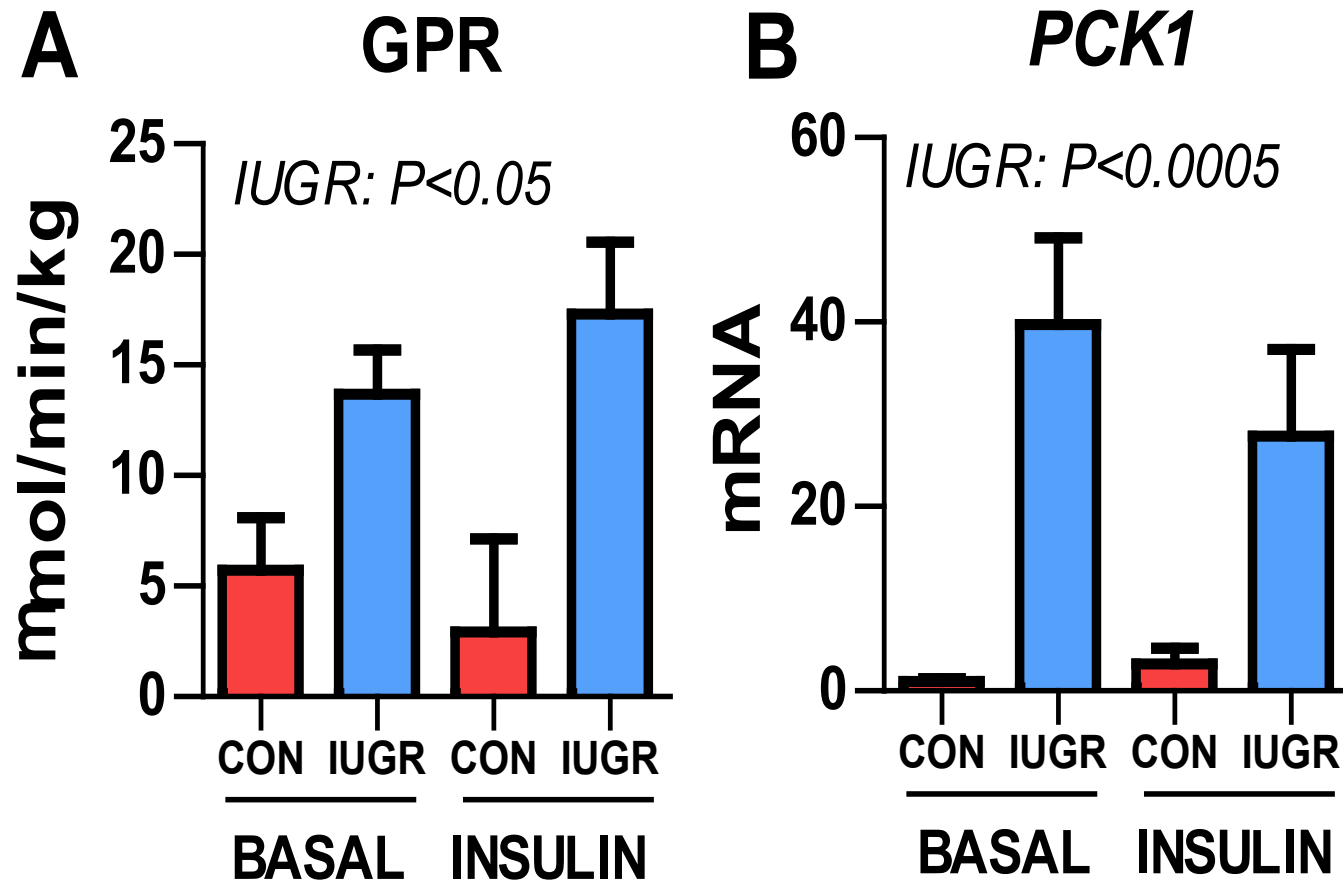 A GPR
mmol/min/kg
25
20
15
10
5
0
IUGR: P<0.05
CON IUGR CON IUGR
BASAL INSULIN
B PCK1
mRNA
60
40
20
0
IUGR: P<0.0005
CON IUGR CON IUGR
BASAL INSULIN